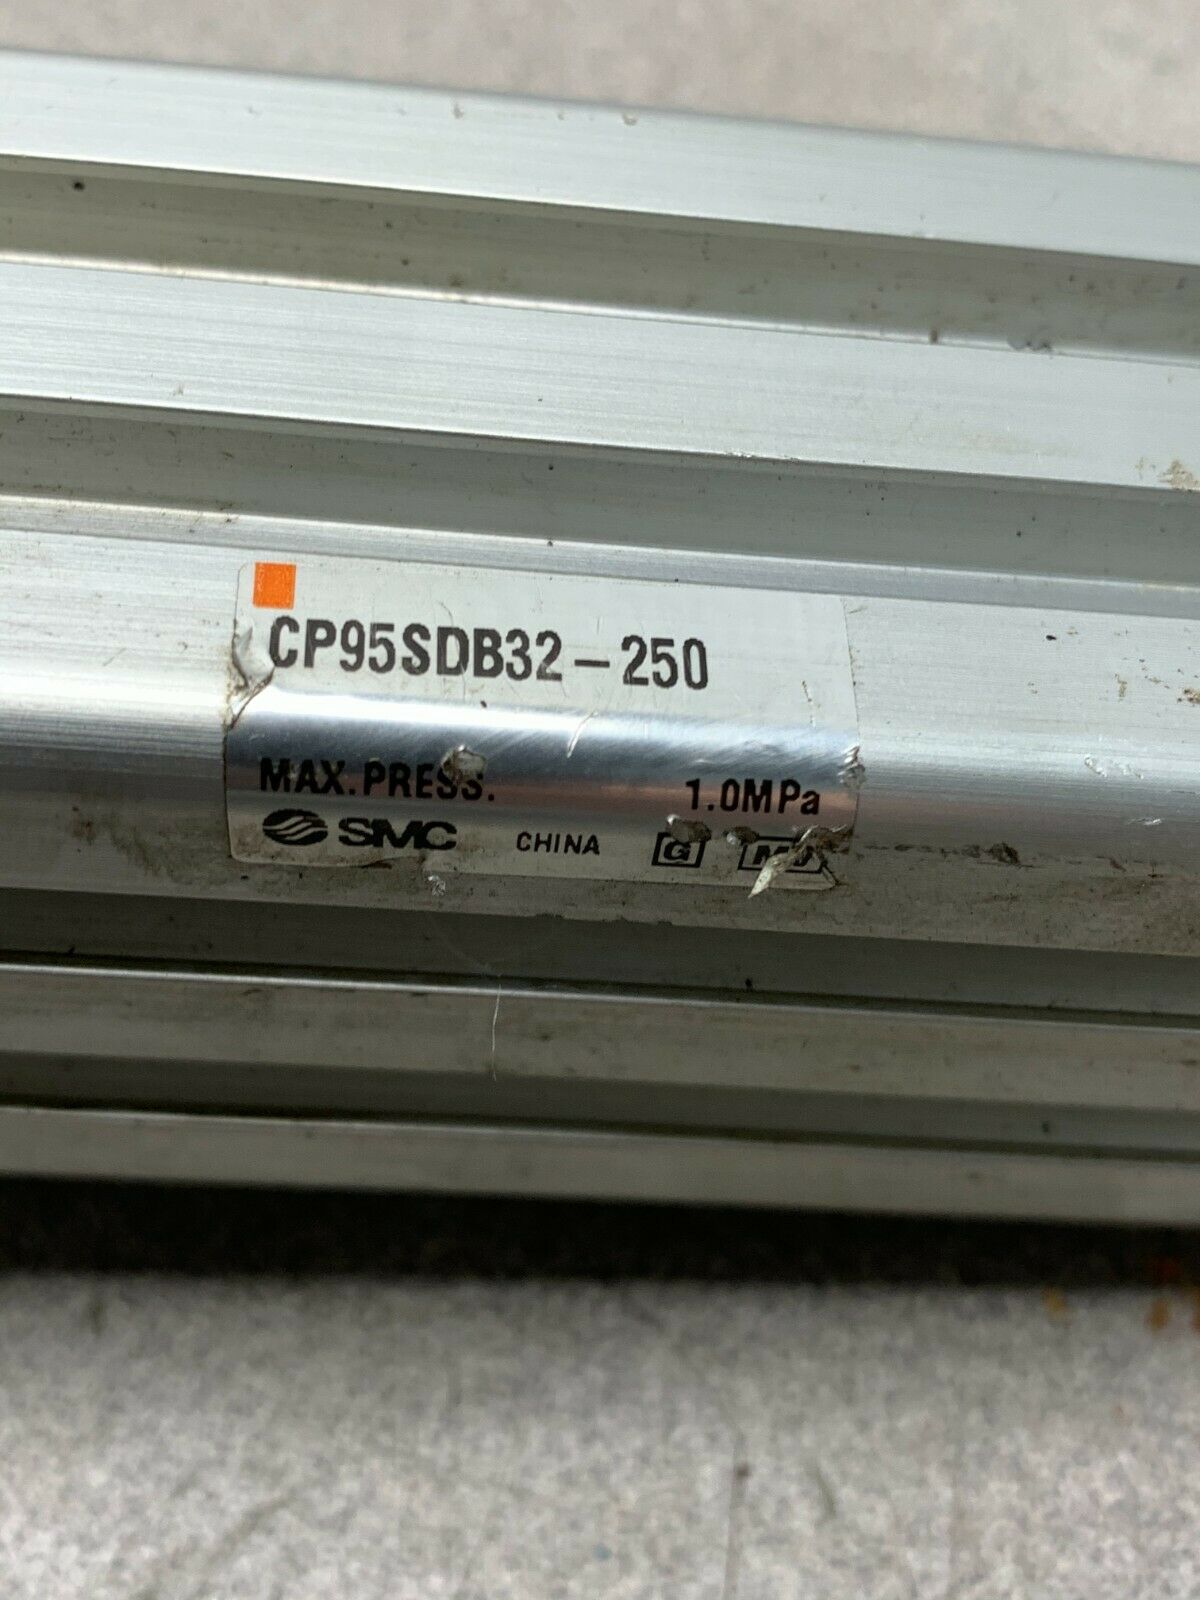 CP95SDB32-250
MAX. PRESS. 1.0MPa
SMC CHINA G